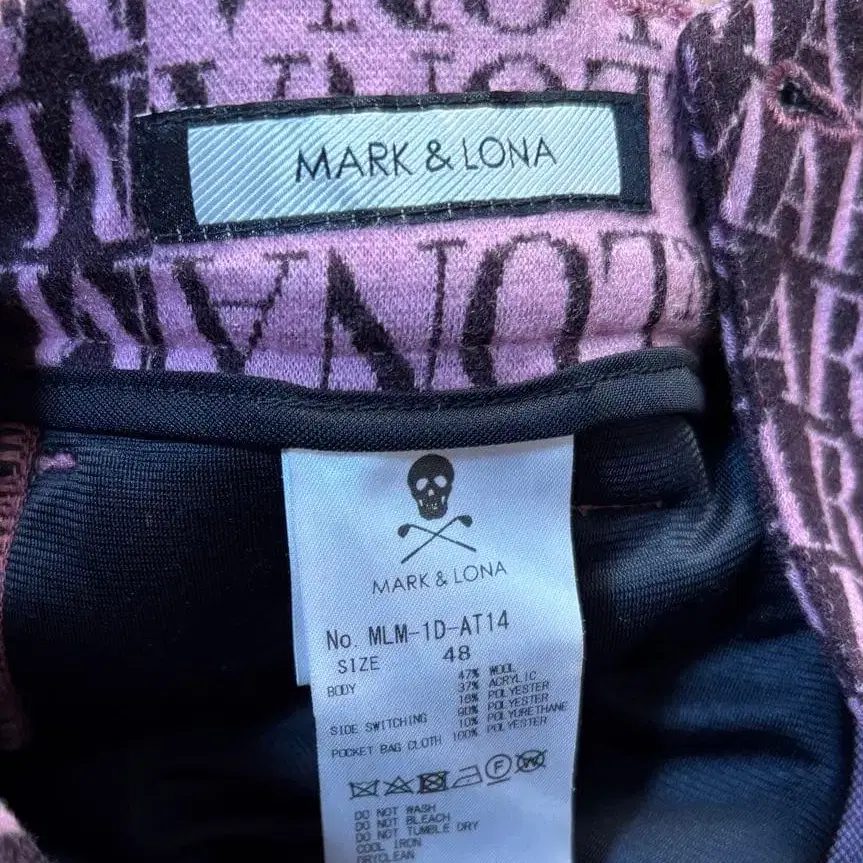 MARK & LONA
MARK & LONA
No. MLM-1D-AT14
SIZE 48
BODY 47% WOOL
37% ACRYLIC
16% POLYESTER
SIDE SWITCHING 90% POLYESTER
10% POLYURETHANE
POCKET BAG CLOTH 100% POLYESTER
DO NOT WASH
DO NOT BLEACH
DO NOT TUMBLE DRY
COOL IRON
DRYCLEAN